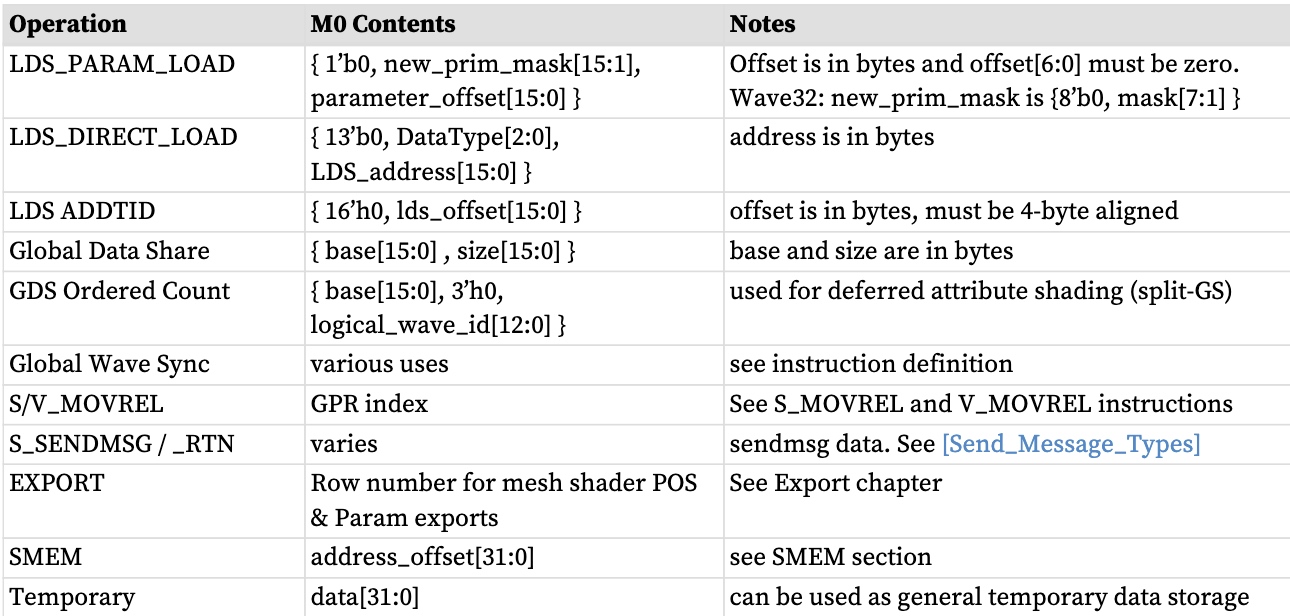 Operation M0 Contents Notes
LDS_PARAM_LOAD { 1’b0, new_prim_mask[15:1], Offset is in bytes and offset[6:0] must be zero.
parameter_offset[15:0] } Wave32: new_prim_mask is {8’b0, mask[7:1] }
LDS_DIRECT_LOAD { 13’b0, DataType[2:0], address is in bytes
LDS_address[15:0] }
LDS ADDTID { 16’h0, lds_offset[15:0] } offset is in bytes, must be 4-byte aligned
Global Data Share { base[15:0] , size[15:0] } base and size are in bytes
GDS Ordered Count { base[15:0], 3’h0, used for deferred attribute shading (split-GS)
logical_wave_id[12:0] }
Global Wave Sync various uses see instruction definition
S/V_MOVREL GPR index See S_MOVREL and V_MOVREL instructions
S_SENDMSG / _RTN varies sendmsg data. See [Send_Message_Types]
EXPORT Row number for mesh shader POS See Export chapter
& Param exports
SMEM address_offset[31:0] see SMEM section
Temporary data[31:0] can be used as general temporary data storage